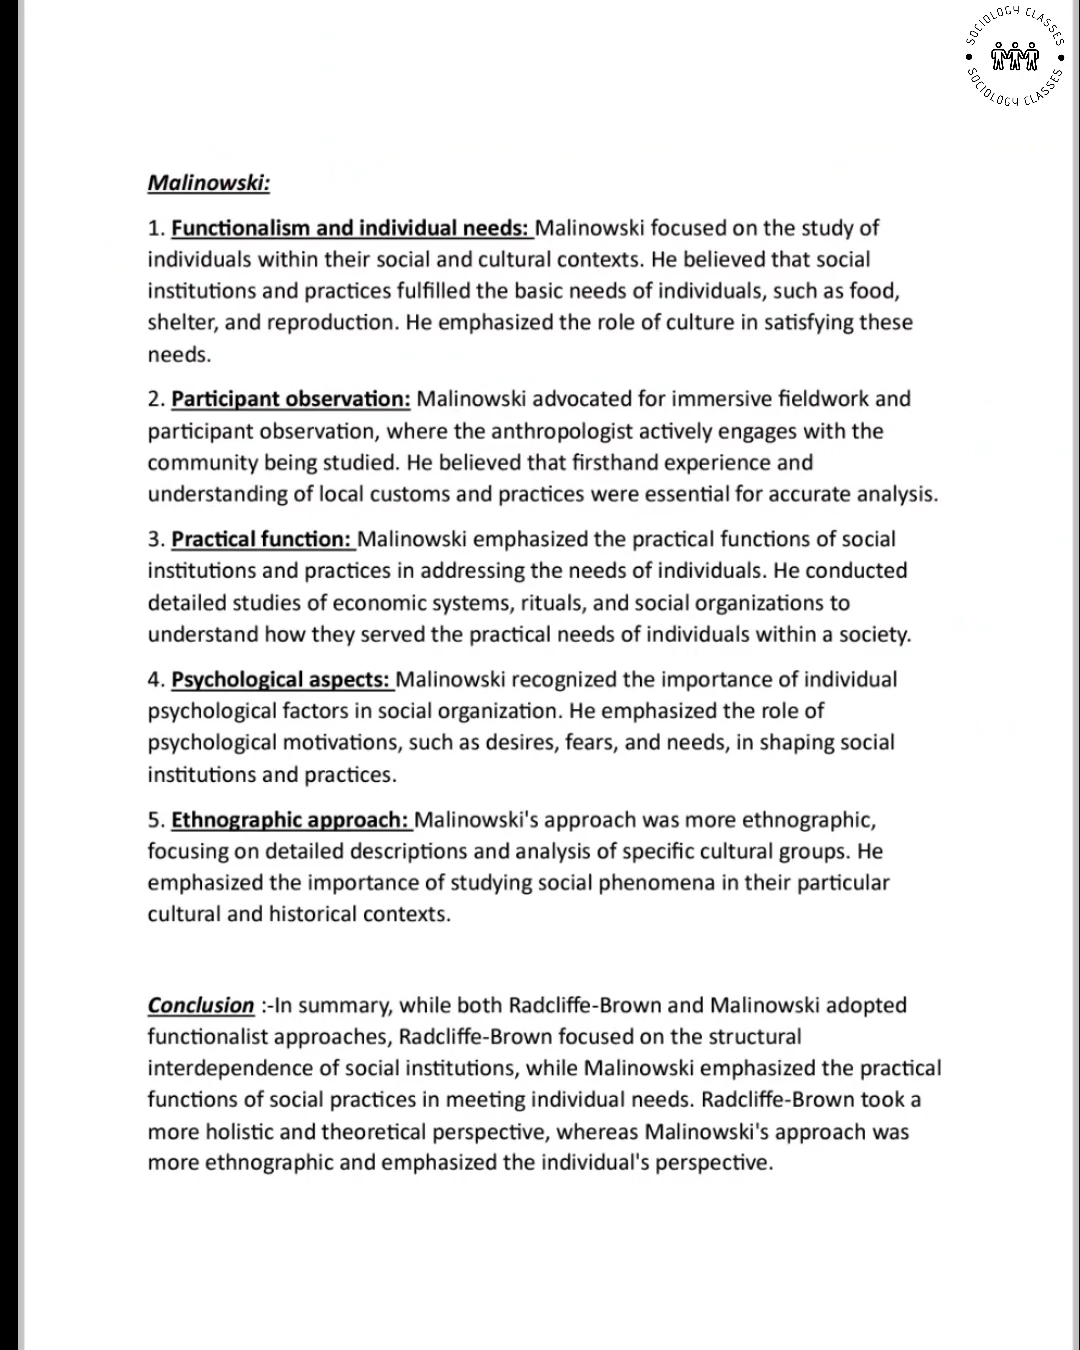 SOCIOLOGY CLASSES
SOCIOLOGY CLASSES
Malinowski:
1. Functionalism and individual needs: Malinowski focused on the study of
individuals within their social and cultural contexts. He believed that social
institutions and practices fulfilled the basic needs of individuals, such as food,
shelter, and reproduction. He emphasized the role of culture in satisfying these
needs.
2. Participant observation: Malinowski advocated for immersive fieldwork and
participant observation, where the anthropologist actively engages with the
community being studied. He believed that firsthand experience and
understanding of local customs and practices were essential for accurate analysis.
3. Practical function: Malinowski emphasized the practical functions of social
institutions and practices in addressing the needs of individuals. He conducted
detailed studies of economic systems, rituals, and social organizations to
understand how they served the practical needs of individuals within a society.
4. Psychological aspects: Malinowski recognized the importance of individual
psychological factors in social organization. He emphasized the role of
psychological motivations, such as desires, fears, and needs, in shaping social
institutions and practices.
5. Ethnographic approach: Malinowski's approach was more ethnographic,
focusing on detailed descriptions and analysis of specific cultural groups. He
emphasized the importance of studying social phenomena in their particular
cultural and historical contexts.
Conclusion :-In summary, while both Radcliffe-Brown and Malinowski adopted
functionalist approaches, Radcliffe-Brown focused on the structural
interdependence of social institutions, while Malinowski emphasized the practical
functions of social practices in meeting individual needs. Radcliffe-Brown took a
more holistic and theoretical perspective, whereas Malinowski's approach was
more ethnographic and emphasized the individual's perspective.